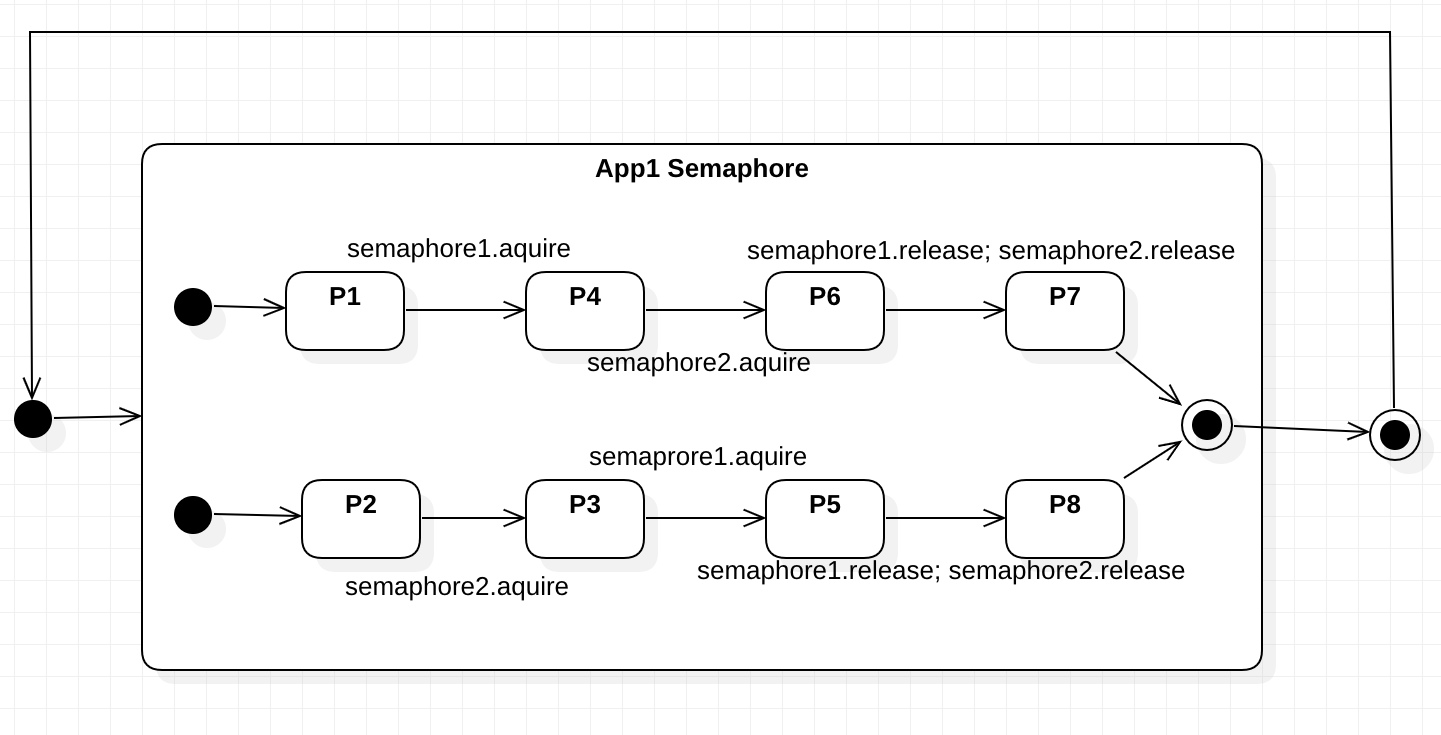 App1 Semaphore
semaphore1.aquire
semaphore1.release; semaphore2.release
P1
P4
P6
P7
semaphore2.aquire
semaprore1.aquire
P2
P3
P5
P8
semaphore2.aquire
semaphore1.release; semaphore2.release